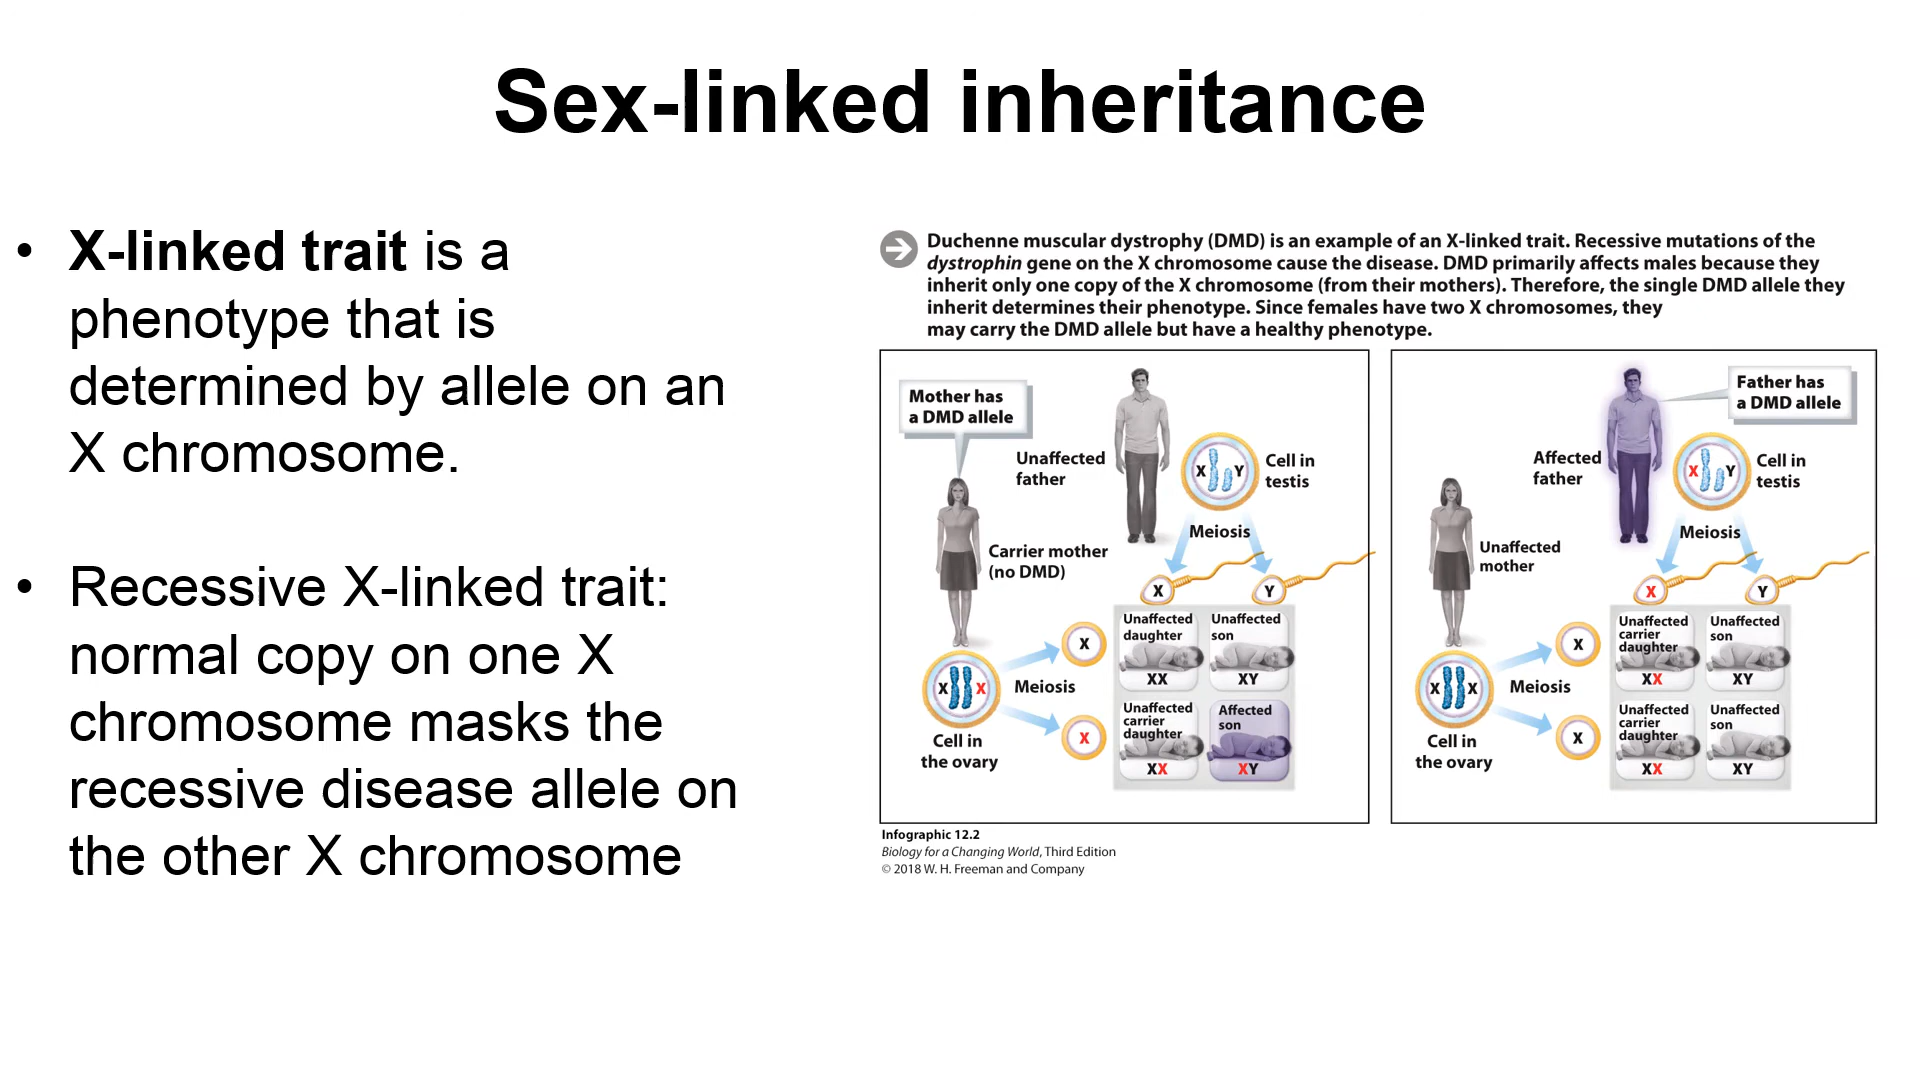 Sex-linked inheritance
• X-linked trait is a
phenotype that is
determined by allele on an
X chromosome.
• Recessive X-linked trait:
normal copy on one X
chromosome masks the
recessive disease allele on
the other X chromosome
Duchenne muscular dystrophy (DMD) is an example of an X-linked trait. Recessive mutations of the
dystrophin gene on the X chromosome cause the disease. DMD primarily affects males because they
inherit only one copy of the X chromosome (from their mothers). Therefore, the single DMD allele they
inherit determines their phenotype. Since females have two X chromosomes, they
may carry the DMD allele but have a healthy phenotype.
Mother has
a DMD allele
Unaffected
father
X Y
Cell in
testis
Meiosis
Carrier mother
(no DMD)
X
Y
X
X X
Meiosis
X
Cell in
the ovary
Unaffected
daughter
XX
Unaffected
son
XY
Unaffected
carrier
daughter
XX
Affected
son
XY
Father has
a DMD allele
Affected
father
X Y
Cell in
testis
Meiosis
Unaffected
mother
X
Y
X
X X
Meiosis
X
Cell in
the ovary
Unaffected
carrier
daughter
XX
Unaffected
son
XY
Unaffected
carrier
daughter
XX
Unaffected
son
XY
Infographic 12.2
Biology for a Changing World, Third Edition
© 2018 W. H. Freeman and Company